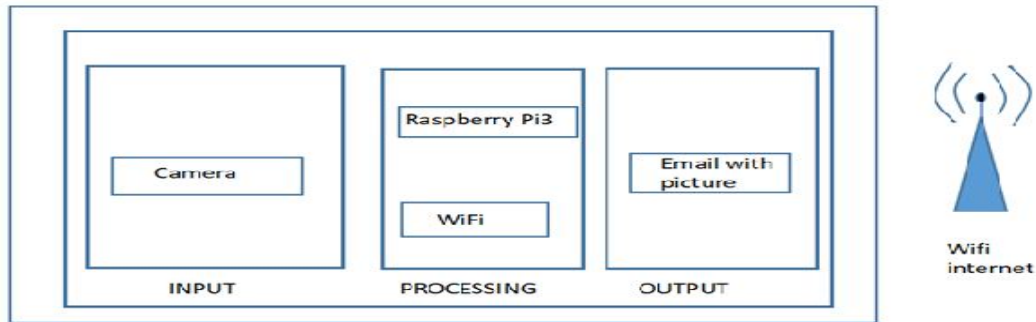 Camera
INPUT
Raspberry Pi3
WiFi
PROCESSING
Email with
picture
OUTPUT
Wifi
internet